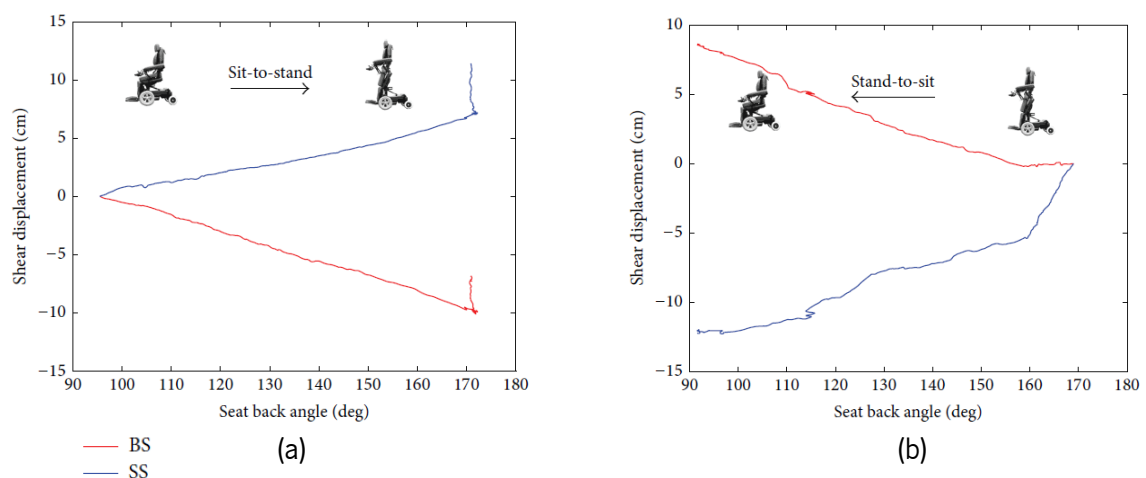 15
10
5
0
−5
−10
−15
90 100 110 120 130 140 150 160 170 180
Shear displacement (cm)
Seat back angle (deg)
Sit-to-stand
BS
SS
(a)
10
5
0
−5
−10
−15
90 100 110 120 130 140 150 160 170 180
Shear displacement (cm)
Seat back angle (deg)
Stand-to-sit
(b)